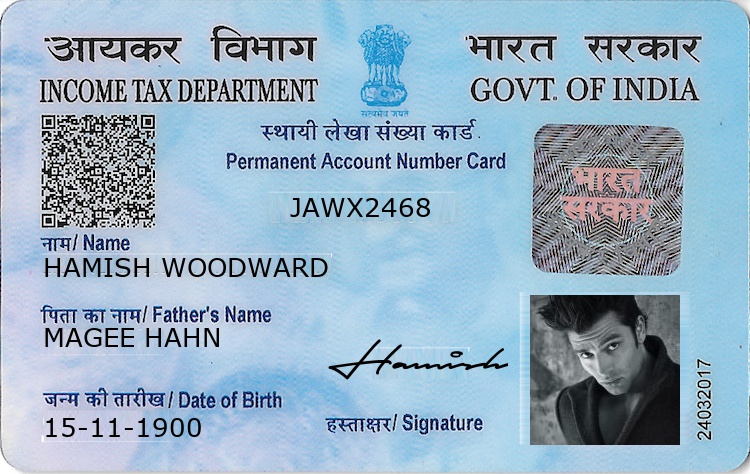 आयकर विभाग
INCOME TAX DEPARTMENT
भारत सरकार
GOVT. OF INDIA
सत्यमेव जयते
स्थायी लेखा संख्या कार्ड
Permanent Account Number Card
JAWX2468
भारत
सरकार
नाम/ Name
HAMISH WOODWARD
पिता का नाम/ Father's Name
MAGEE HAHN
जन्म की तारीख/ Date of Birth
15-11-1900
Hamish
हस्ताक्षर/ Signature
24032017